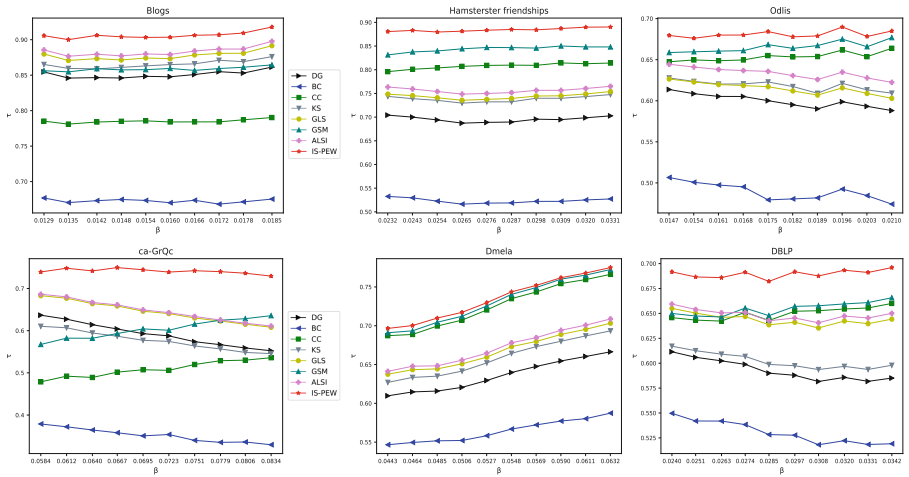 Blogs
Hamsterster friendships
Odlis
0.90
0.85
0.80
0.75
0.70
τ
0.0129 0.0135 0.0142 0.0148 0.0154 0.0160 0.0166 0.0172 0.0178 0.0185
β
DG
BC
CC
KS
GLS
GSM
ALSI
IS-PEW
0.90
0.85
0.80
0.75
0.70
0.65
0.60
0.55
0.50
τ
0.0232 0.0243 0.0254 0.0265 0.0276 0.0287 0.0298 0.0309 0.0320 0.0331
β
0.70
0.65
0.60
0.55
0.50
τ
0.0147 0.0154 0.0161 0.0168 0.0175 0.0182 0.0189 0.0196 0.0203 0.0210
β
ca-GrQc
Dmela
DBLP
0.7
0.6
0.5
0.4
τ
0.0584 0.0612 0.0640 0.0667 0.0695 0.0723 0.0751 0.0779 0.0806 0.0834
β
DG
BC
CC
KS
GLS
GSM
ALSI
IS-PEW
0.75
0.70
0.65
0.60
0.55
τ
0.0443 0.0464 0.0485 0.0506 0.0527 0.0548 0.0569 0.0590 0.0611 0.0632
β
0.700
0.675
0.650
0.625
0.600
0.575
0.550
0.525
τ
0.0240 0.0251 0.0263 0.0274 0.0285 0.0297 0.0308 0.0320 0.0331 0.0342
β